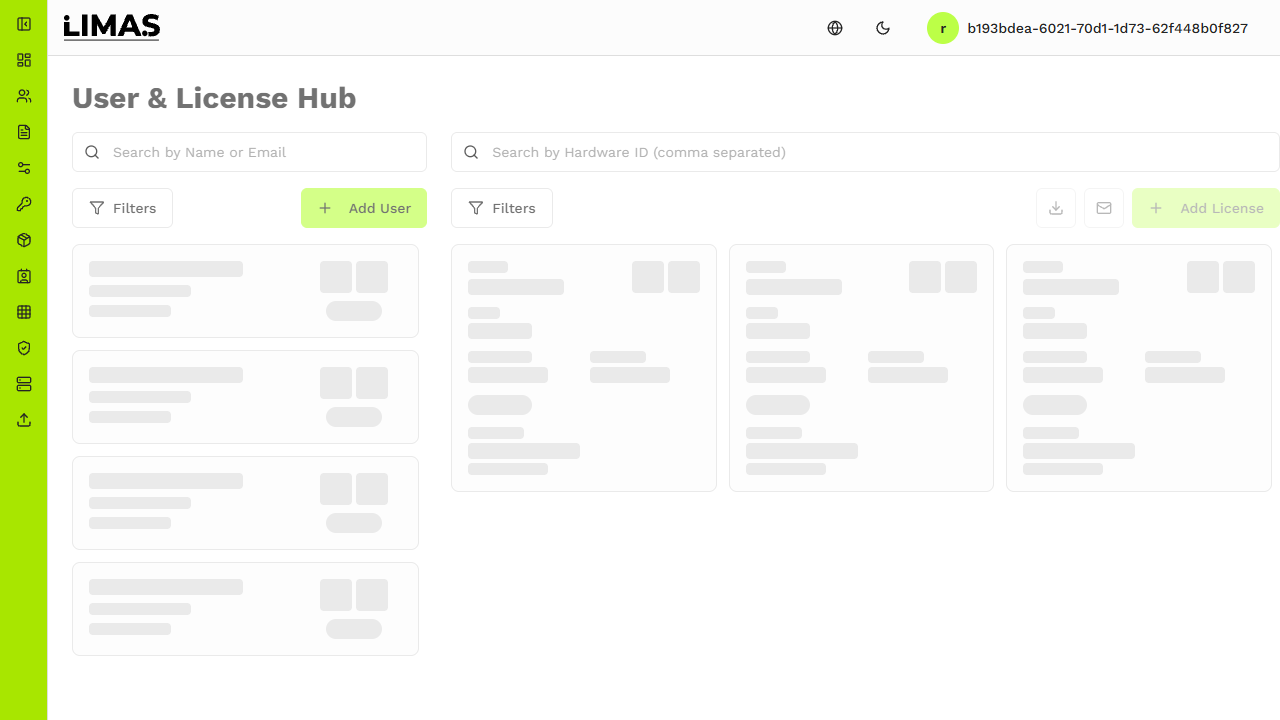 LIMAS
r
b193bdea-6021-70d1-1d73-62f448b0f827
User & License Hub
Search by Name or Email
Search by Hardware ID (comma separated)
Filters
Add User
Filters
Add License